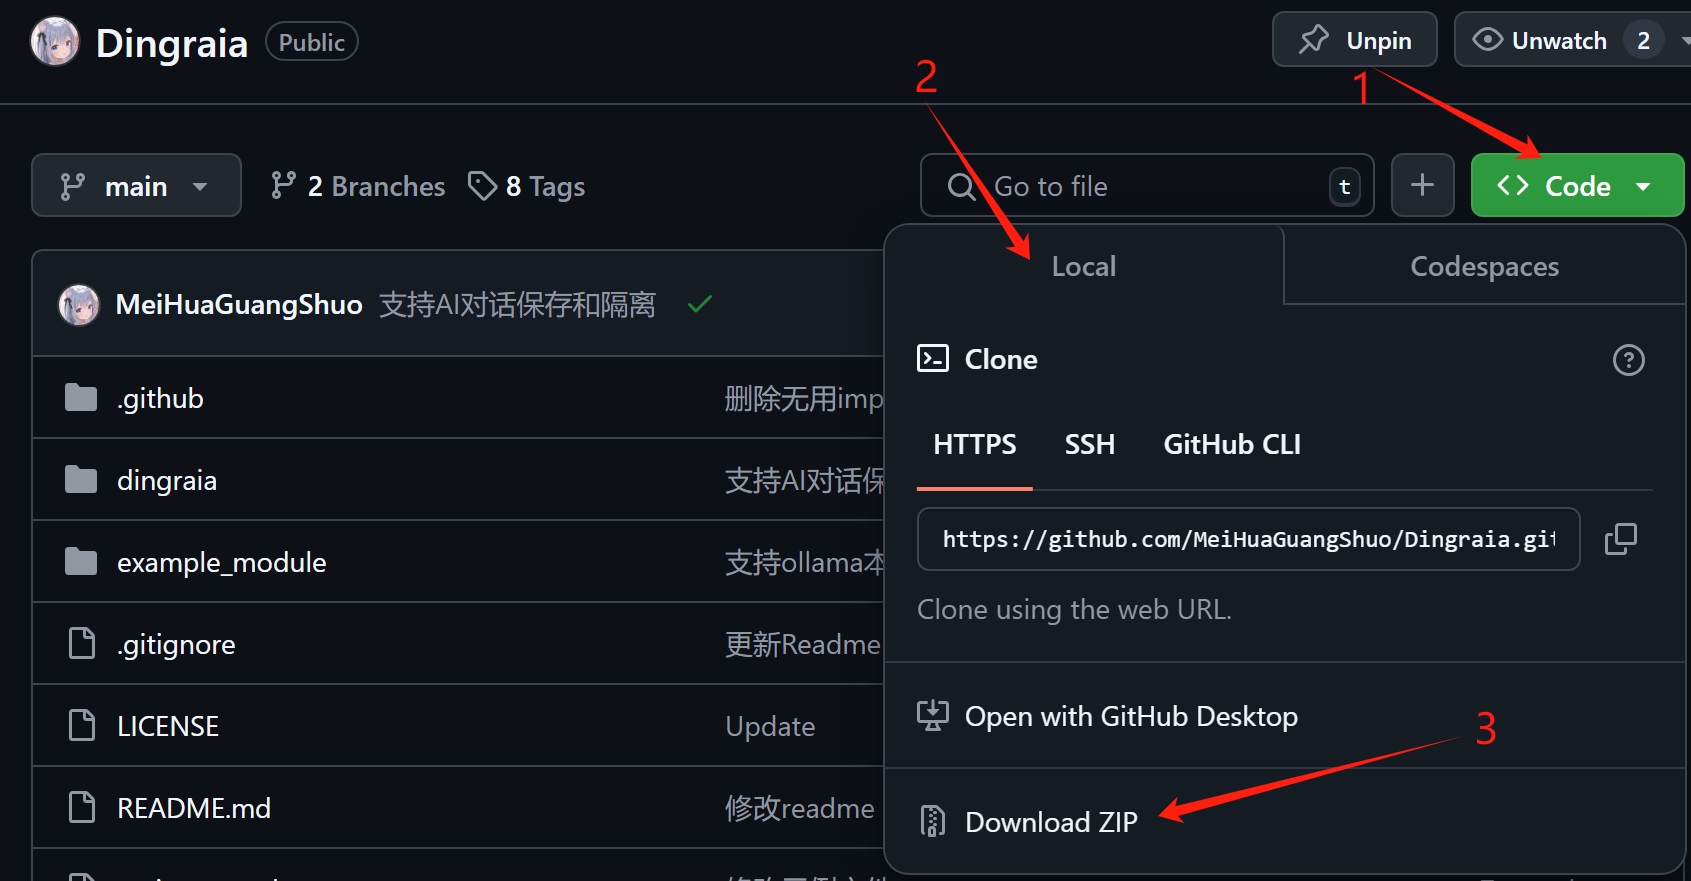 Dingraia Public
Unpin
Unwatch 2
2
1
main
2 Branches
8 Tags
Go to file t
Code
Local
Codespaces
MeiHuaGuangShuo 支持AI对话保存和隔离
Clone
.github 删除无用imp
HTTPS SSH GitHub CLI
dingraia 支持AI对话保
https://github.com/MeiHuaGuangShuo/Dingraia.git
example_module 支持ollama本
Clone using the web URL.
.gitignore 更新Readme
LICENSE Update
Open with GitHub Desktop
3
README.md 修改readme
Download ZIP